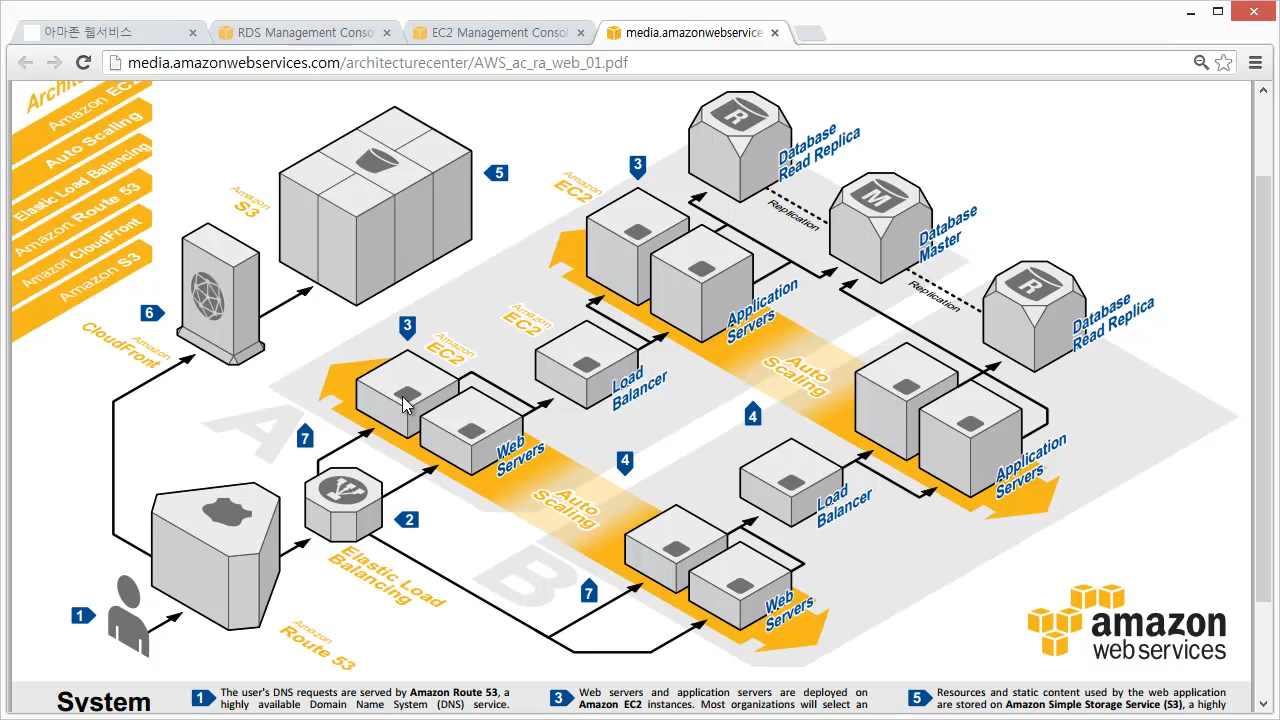 아마존 웹서비스
RDS Management Conso
EC2 Management Consol
media.amazonwebservice
media.amazonwebservices.com/architecturecenter/AWS_ac_ra_web_01.pdf
Amazon EC2
Auto Scaling
Elastic Load Balancing
Amazon Route 53
Amazon CloudFront
Amazon S3
R
Database
Read Replica
3
Amazon
EC2
5
Amazon
S3
Replication
M
Database
Master
R
Database
Read Replica
Replication
6
CloudFront
Amazon
3
Amazon
EC2
Amazon
EC2
Application
Servers
Load
Balancer
Auto
Scaling
A
7
Web
Servers
4
4
Auto
Scaling
Application
Servers
Load
Balancer
2
Elastic Load
Balancing
B
7
Web
Servers
1
Amazon
Route 53
amazon
web services
System
1 The user's DNS requests are served by Amazon Route 53, a
highly available Domain Name System (DNS) service.
3 Web servers and application servers are deployed on
Amazon EC2 instances. Most organizations will select an
5 Resources and static content used by the web application
are stored on Amazon Simple Storage Service (S3), a highly